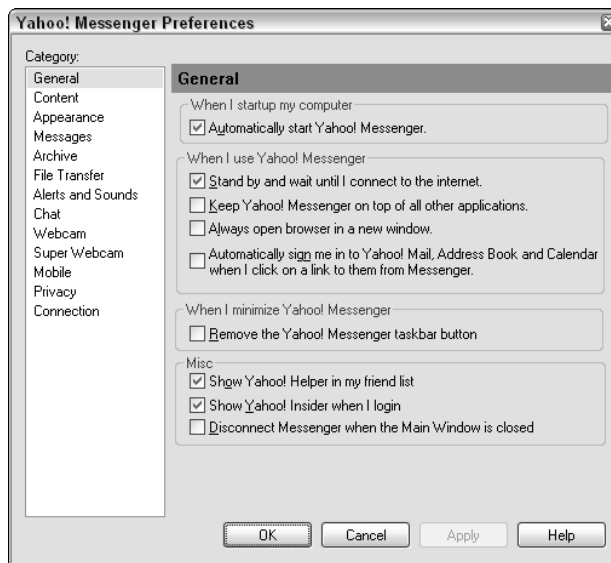 Yahoo! Messenger Preferences
Category:
General
Content
Appearance
Messages
Archive
File Transfer
Alerts and Sounds
Chat
Webcam
Super Webcam
Mobile
Privacy
Connection
General
When I startup my computer
Automatically start Yahoo! Messenger.
When I use Yahoo! Messenger
Stand by and wait until I connect to the internet.
Keep Yahoo! Messenger on top of all other applications.
Always open browser in a new window.
Automatically sign me in to Yahoo! Mail, Address Book and Calendar
when I click on a link to them from Messenger.
When I minimize Yahoo! Messenger
Remove the Yahoo! Messenger taskbar button
Misc
Show Yahoo! Helper in my friend list
Show Yahoo! Insider when I login
Disconnect Messenger when the Main Window is closed
OK Cancel Apply Help